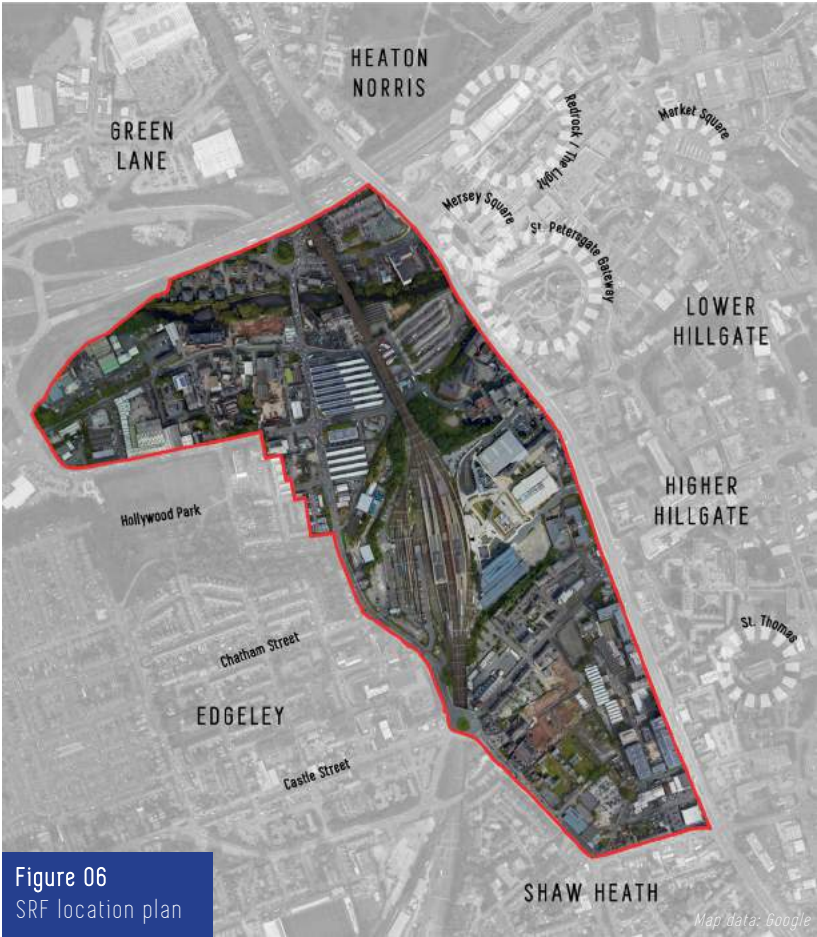 HEATON
NORRIS
GREEN
LANE
Redrock / The Light
Market Square
Mersey Square
St. Petersgate Gateway
LOWER
HILLGATE
HIGHER
HILLGATE
Hollywood Park
St. Thomas
Chatham Street
EDGELEY
Castle Street
Figure 06
SRF location plan
SHAW HEATH
Map data: Google